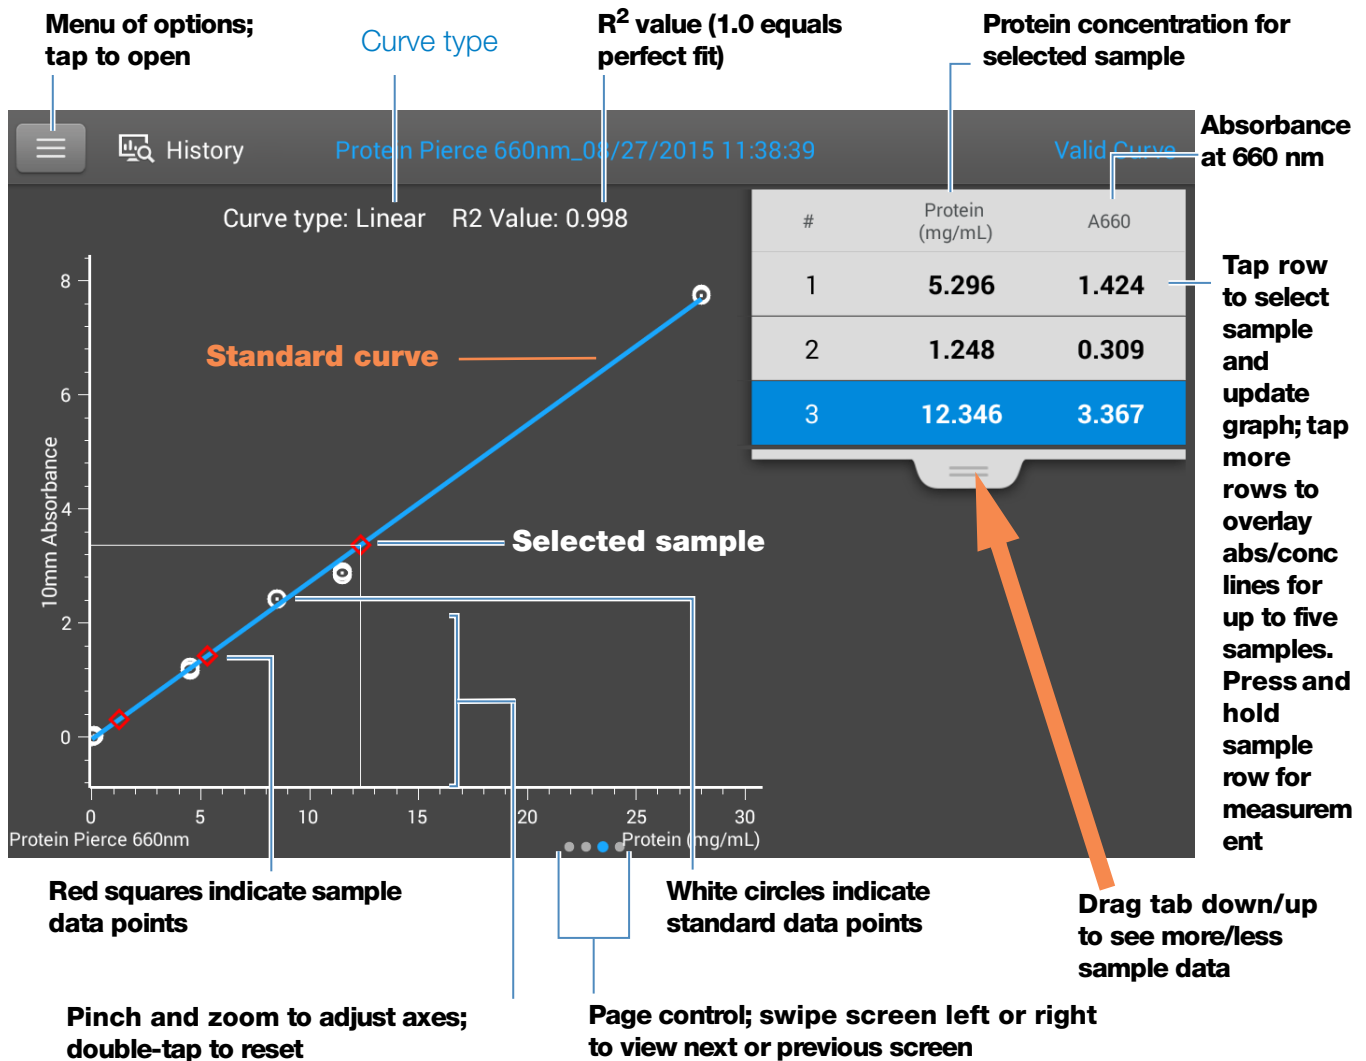 Menu of options;
tap to open
Curve type
R2 value (1.0 equals
perfect fit)
Protein concentration for
selected sample
Absorbance
at 660 nm
History
Protein Pierce 660nm_08/27/2015 11:38:39
Valid Curve
Curve type: Linear R2 Value: 0.998
# Protein (mg/mL) A660
1 5.296 1.424
2 1.248 0.309
3 12.346 3.367
Tap row
to select
sample
and
update
graph; tap
more
rows to
overlay
abs/conc
lines for
up to five
samples.
Press and
hold
sample
row for
measurem
ent
Standard curve
Selected sample
10mm Absorbance
8
6
4
2
0
0 5 10 15 20 25 30
Protein Pierce 660nm
Protein (mg/mL)
Red squares indicate sample
data points
White circles indicate
standard data points
Drag tab down/up
to see more/less
sample data
Pinch and zoom to adjust axes;
double-tap to reset
Page control; swipe screen left or right
to view next or previous screen